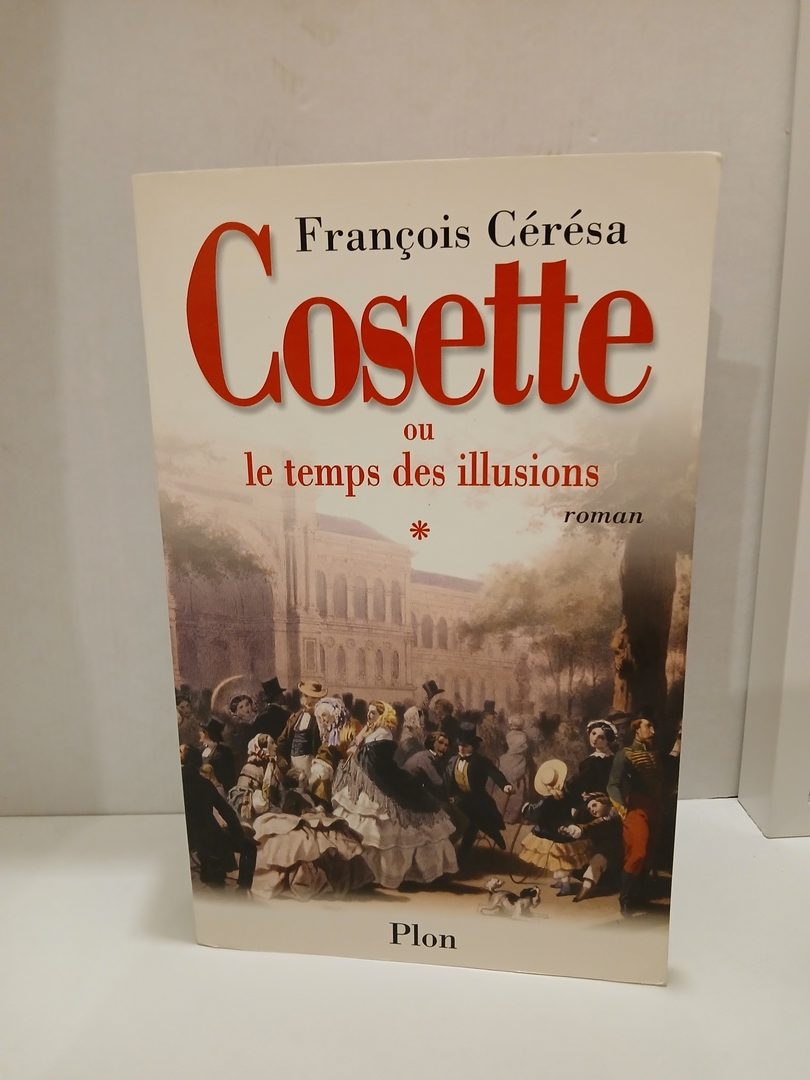 François Cérésa
Cosette
ou
le temps des illusions
roman
*
Plon